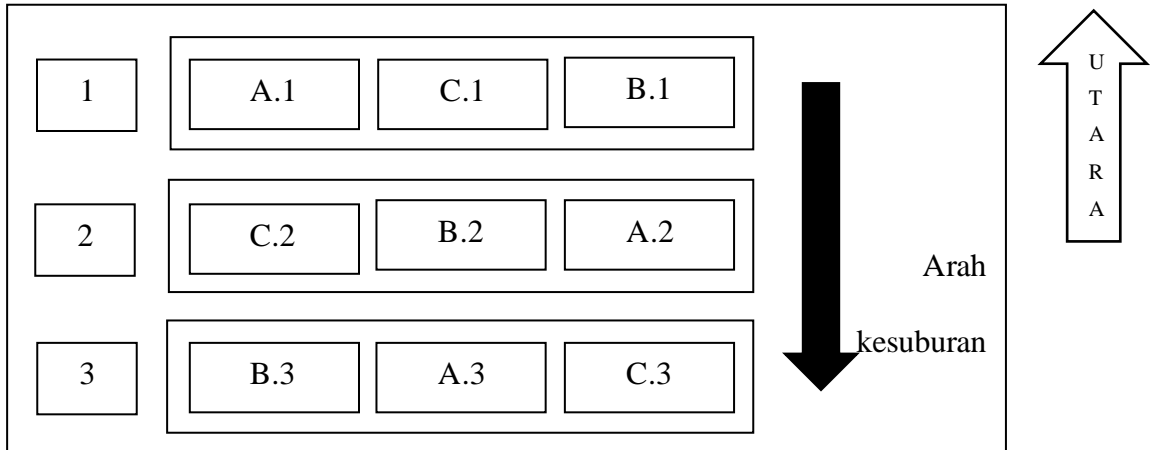 1 A.1 C.1 B.1
2 C.2 B.2 A.2
3 B.3 A.3 C.3
Arah
kesuburan
U
T
A
R
A